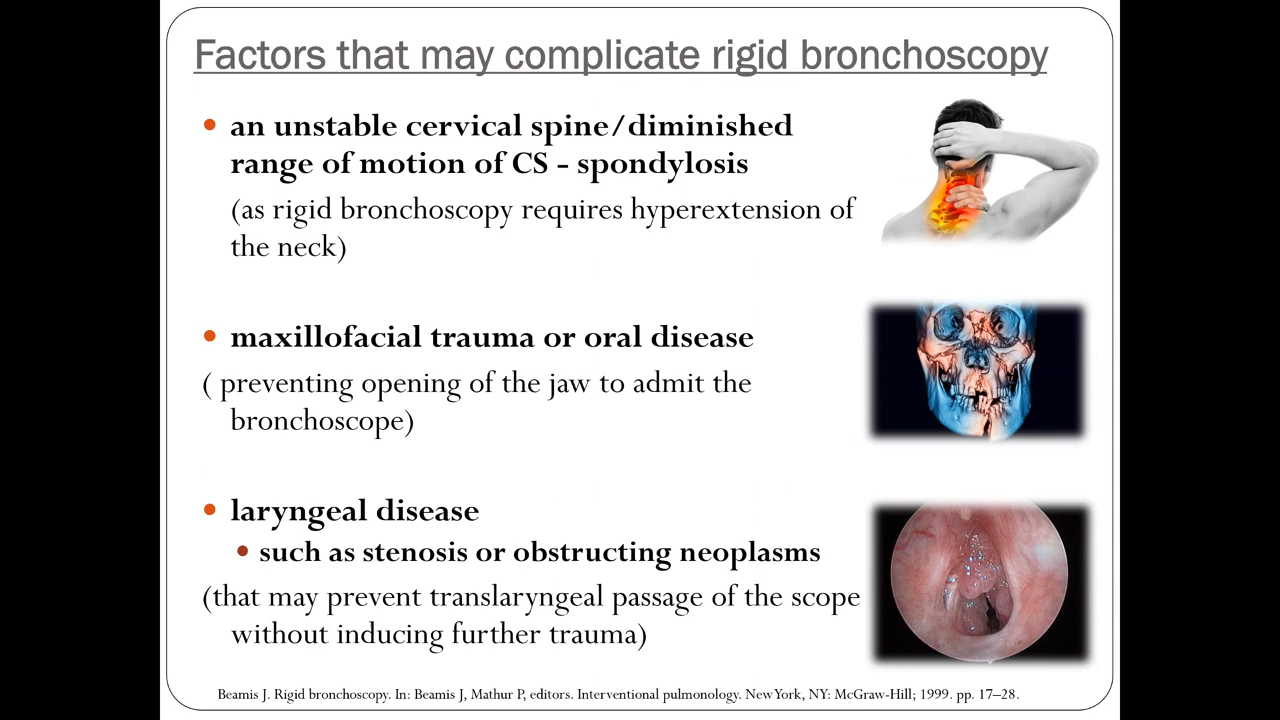 Factors that may complicate rigid bronchoscopy
• an unstable cervical spine/diminished
range of motion of CS - spondylosis
(as rigid bronchoscopy requires hyperextension of
the neck)
• maxillofacial trauma or oral disease
( preventing opening of the jaw to admit the
bronchoscope)
• laryngeal disease
• such as stenosis or obstructing neoplasms
(that may prevent translaryngeal passage of the scope
without inducing further trauma)
Beamis J. Rigid bronchoscopy. In: Beamis J, Mathur P, editors. Interventional pulmonology. New York, NY: McGraw-Hill; 1999. pp. 17–28.